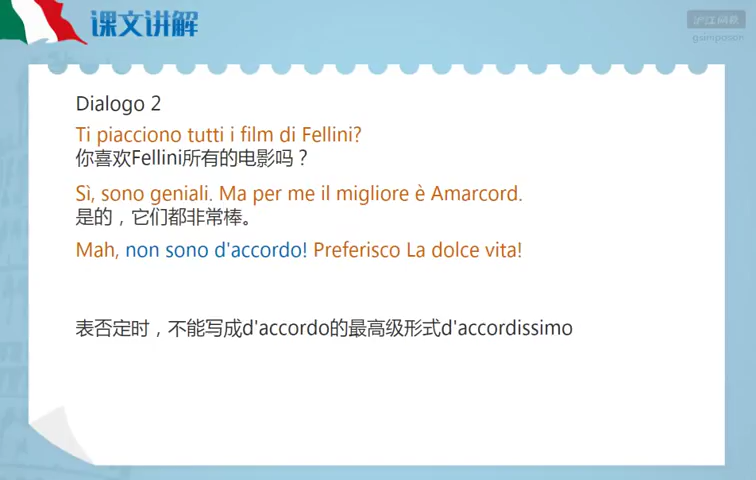 课文讲解
沪江网校
Dialogo 2
Ti piacciono tutti i film di Fellini?
你喜欢Fellini所有的电影吗？
Sì, sono geniali. Ma per me il migliore è Amarcord.
是的，它们都非常棒。
Mah, non sono d'accordo! Preferisco La dolce vita!
表否定时，不能写成d'accordo的最高级形式d'accordissimo